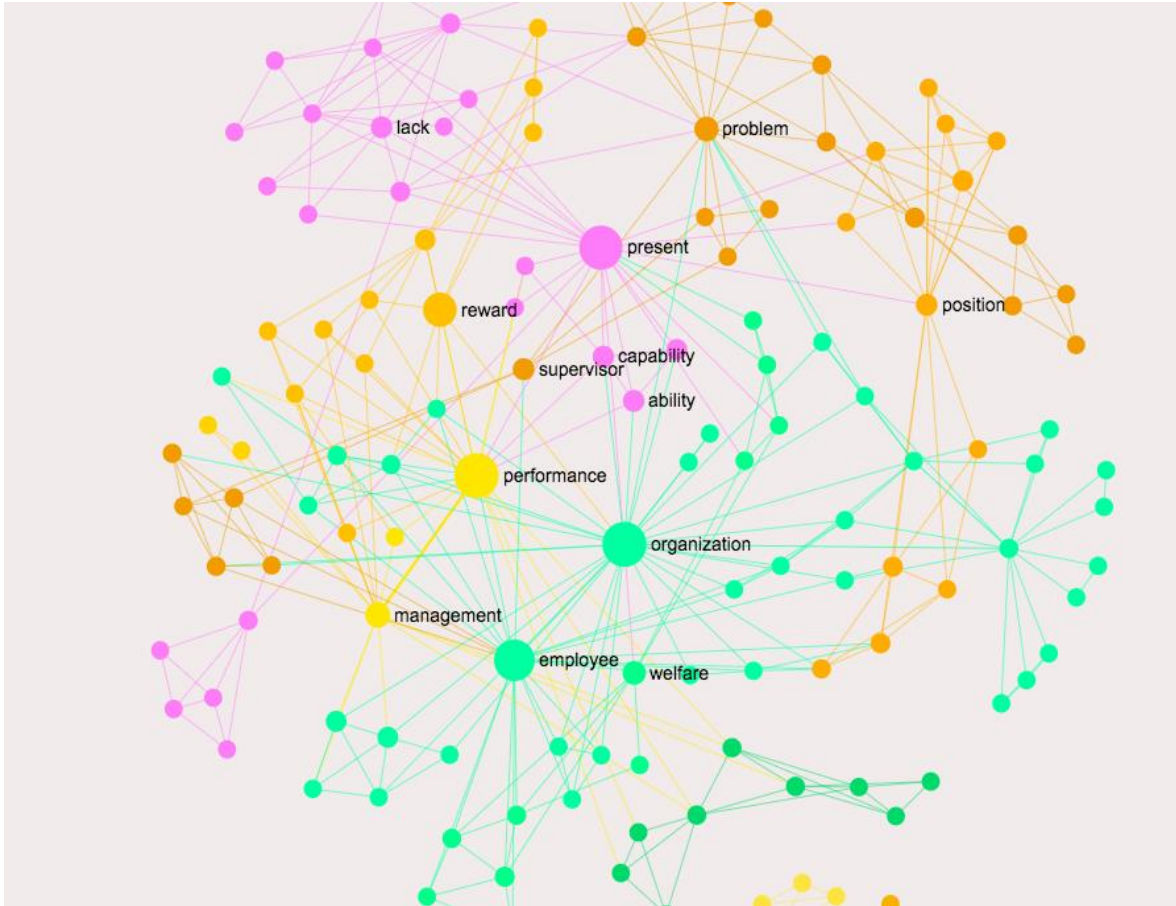 lack
problem
present
reward
position
capability
supervisor
ability
performance
organization
management
employee
welfare